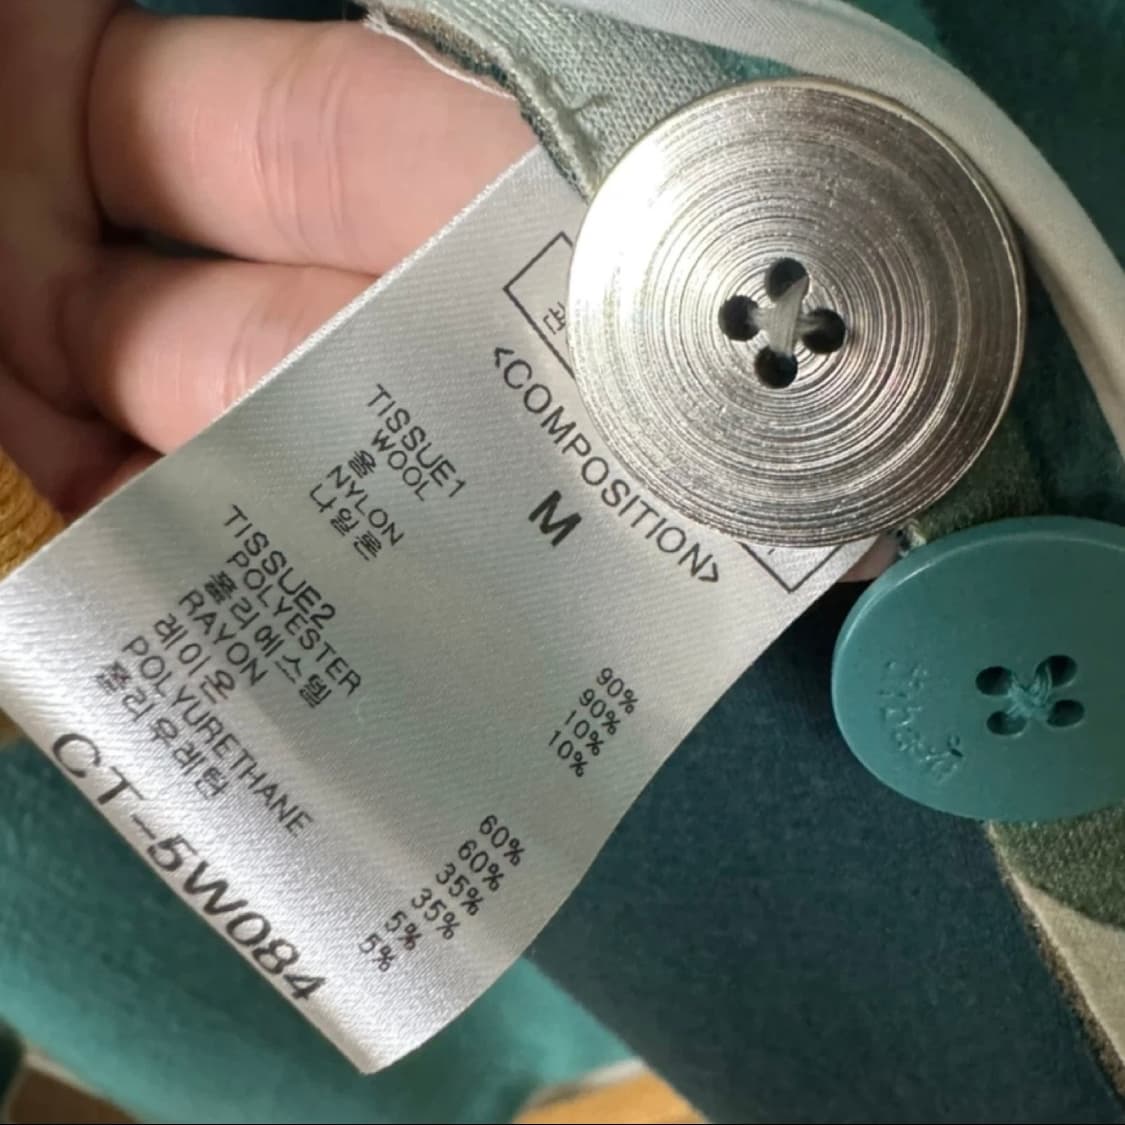 <COMPOSITION>
M
TISSUE1
WOOL 90%
울 90%
NYLON 10%
나일론 10%
TISSUE2
POLYESTER 60%
폴리에스텔 60%
RAYON 35%
레이온 35%
POLYURETHANE 5%
폴리우레탄 5%
CT-5W084